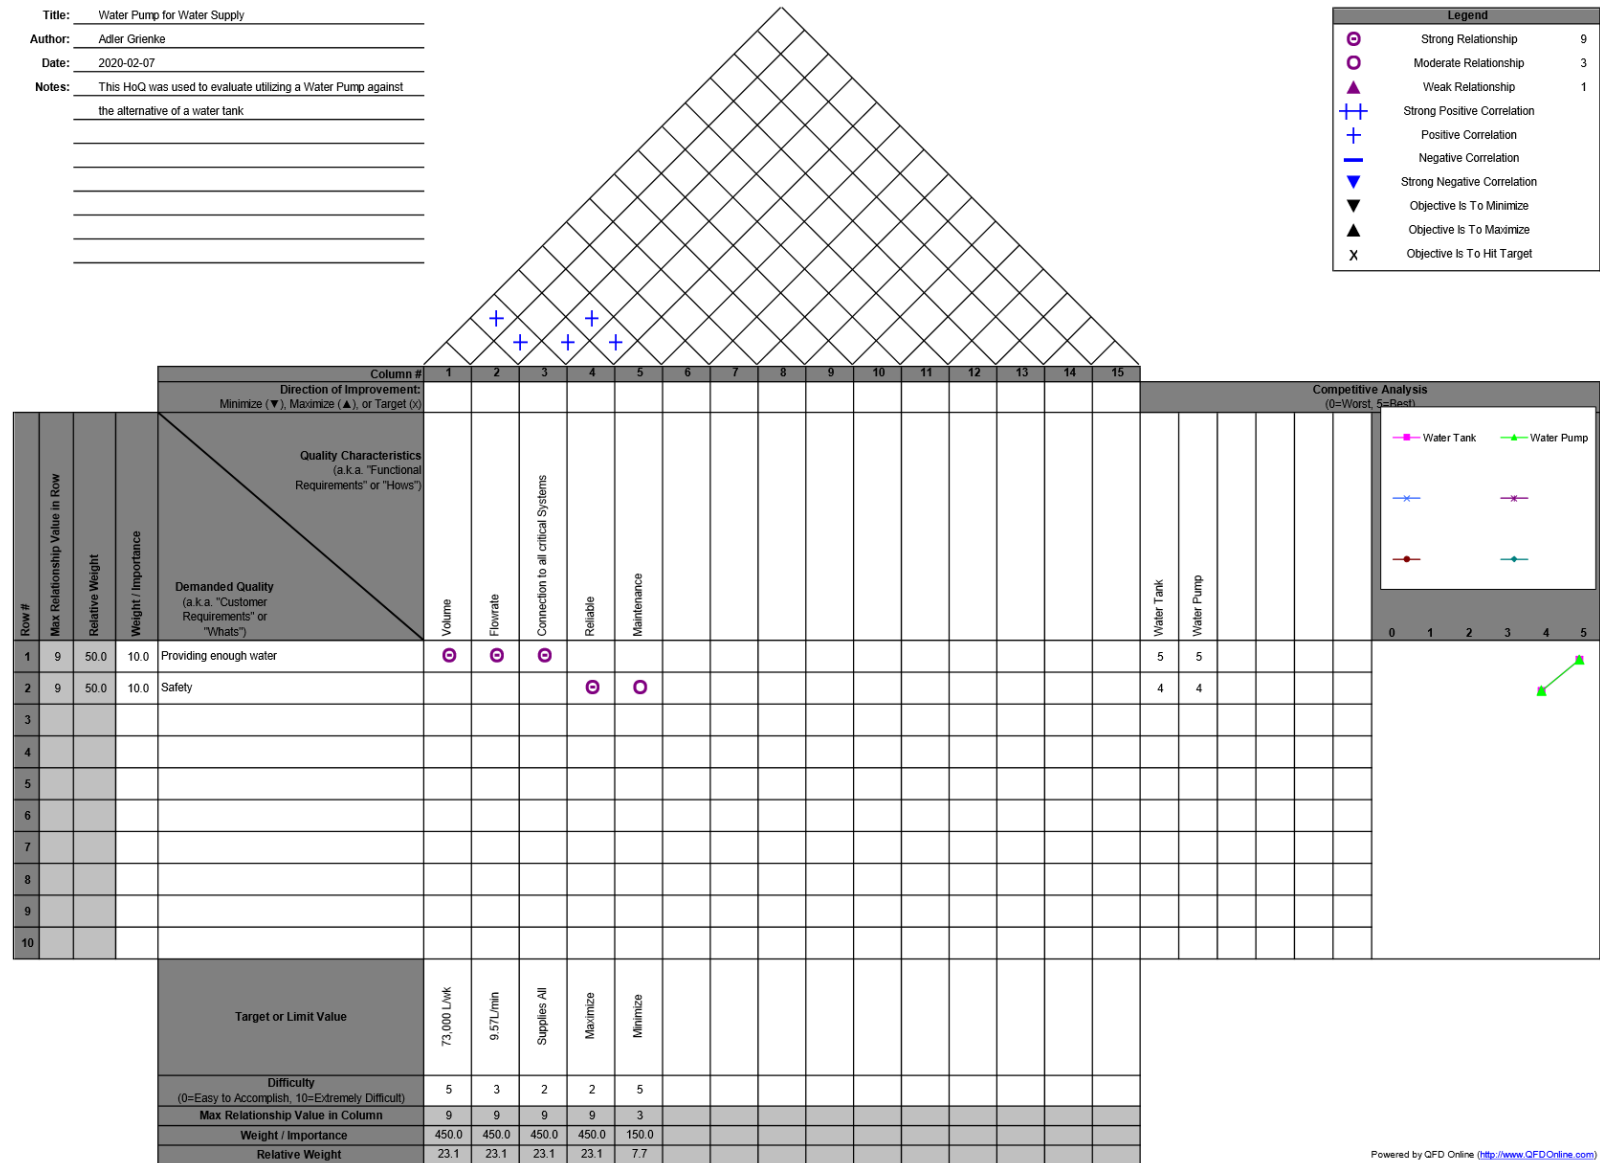 Title: Water Pump for Water Supply
Author: Adler Grienke
Date: 2020-02-07
Notes: This HoQ was used to evaluate utilizing a Water Pump against
the alternative of a water tank
Legend
Strong Relationship 9
Moderate Relationship 3
Weak Relationship 1
Strong Positive Correlation
Positive Correlation
Negative Correlation
Strong Negative Correlation
Objective Is To Minimize
Objective Is To Maximize
X Objective Is To Hit Target
Column # 1 2 3 4 5 6 7 8 9 10 11 12 13 14 15
Direction of Improvement:
Minimize (▼), Maximize (▲), or Target (x)
Competitive Analysis
(0=Worst, 5=Best)
Row #
Max Relationship Value in Row
Relative Weight
Weight / Importance
Quality Characteristics
(a.k.a. "Functional
Requirements" or "Hows")
Demanded Quality
(a.k.a. "Customer
Requirements" or
"Whats")
Volume
Flowrate
Connection to all critical Systems
Reliable
Maintenance
Water Tank
Water Pump
Water Tank Water Pump
0 1 2 3 4 5
1 9 50.0 10.0 Providing enough water 5 5
2 9 50.0 10.0 Safety 4 4
3
4
5
6
7
8
9
10
Target or Limit Value
73,000 L/wk
9.57L/min
Supplies All
Maximize
Minimize
Difficulty
(0=Easy to Accomplish, 10=Extremely Difficult)
5 3 2 2 5
Max Relationship Value in Column 9 9 9 9 3
Weight / Importance 450.0 450.0 450.0 450.0 150.0
Relative Weight 23.1 23.1 23.1 23.1 7.7
Powered by QFD Online (http://www.QFDOnline.com)